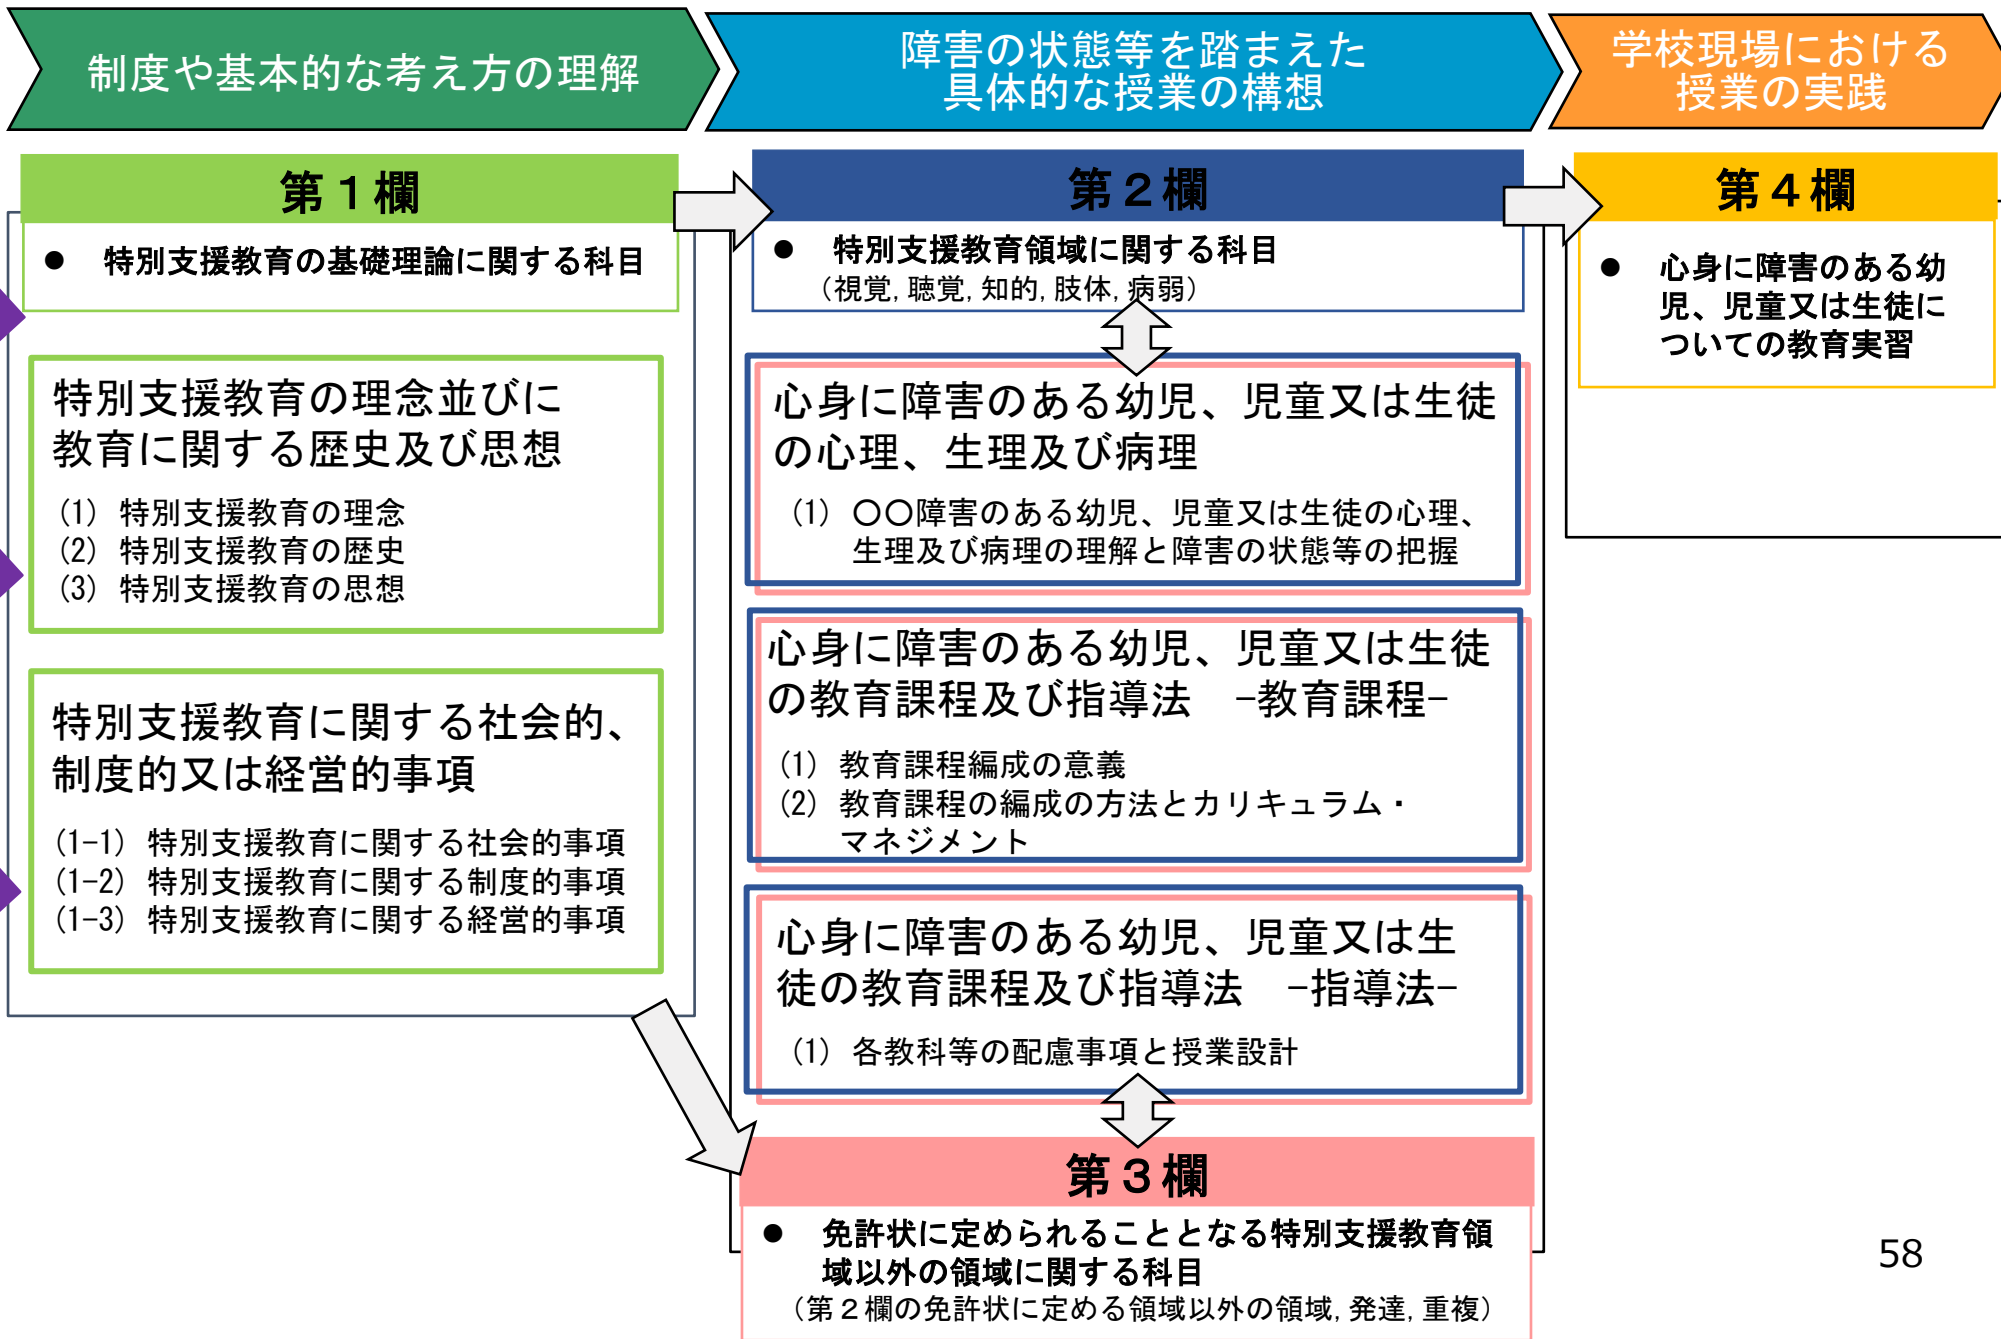 制度や基本的な考え方の理解
障害の状態等を踏まえた
具体的な授業の構想
学校現場における
授業の実践
第１欄
● 特別支援教育の基礎理論に関する科目
特別支援教育の理念並びに
教育に関する歴史及び思想
(1) 特別支援教育の理念
(2) 特別支援教育の歴史
(3) 特別支援教育の思想
特別支援教育に関する社会的、
制度的又は経営的事項
(1-1) 特別支援教育に関する社会的事項
(1-2) 特別支援教育に関する制度的事項
(1-3) 特別支援教育に関する経営的事項
第２欄
● 特別支援教育領域に関する科目
（視覚, 聴覚, 知的, 肢体, 病弱）
心身に障害のある幼児、児童又は生徒
の心理、生理及び病理
(1) 〇〇障害のある幼児、児童又は生徒の心理、
生理及び病理の理解と障害の状態等の把握
心身に障害のある幼児、児童又は生徒
の教育課程及び指導法　-教育課程-
(1) 教育課程編成の意義
(2) 教育課程の編成の方法とカリキュラム・
マネジメント
心身に障害のある幼児、児童又は生
徒の教育課程及び指導法　-指導法-
(1) 各教科等の配慮事項と授業設計
第３欄
● 免許状に定められることとなる特別支援教育領
域以外の領域に関する科目
（第２欄の免許状に定める領域以外の領域, 発達, 重複）
第４欄
● 心身に障害のある幼
児、児童又は生徒に
ついての教育実習
58